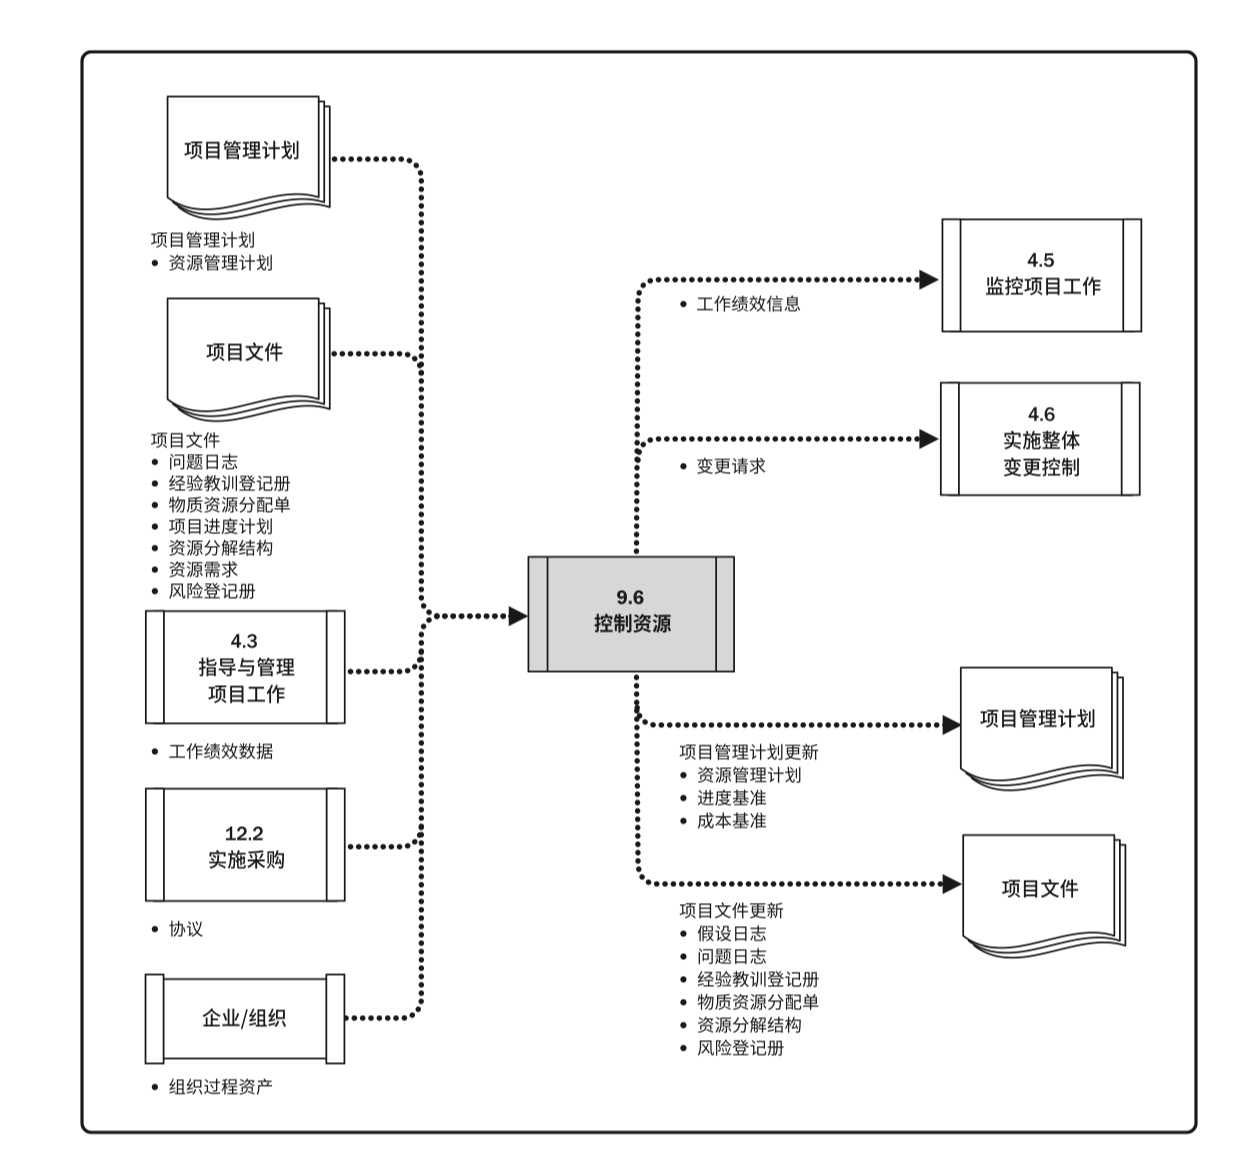 项目管理计划
项目管理计划
• 资源管理计划
项目文件
项目文件
• 问题日志
• 经验教训登记册
• 物质资源分配单
• 项目进度计划
• 资源分解结构
• 资源需求
• 风险登记册
4.3
指导与管理
项目工作
• 工作绩效数据
12.2
实施采购
• 协议
企业/组织
• 组织过程资产
9.6
控制资源
• 工作绩效信息
4.5
监控项目工作
• 变更请求
4.6
实施整体
变更控制
项目管理计划更新
• 资源管理计划
• 进度基准
• 成本基准
项目管理计划
项目文件更新
• 假设日志
• 问题日志
• 经验教训登记册
• 物质资源分配单
• 资源分解结构
• 风险登记册
项目文件